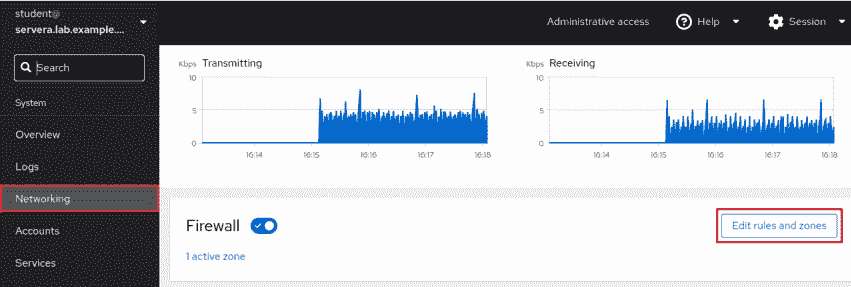 student@
servera.lab.example....
Administrative access
Help
Session
Search
System
Overview
Logs
Networking
Accounts
Services
Kbps Transmitting
10
5
0
16:14 16:15 16:16 16:17 16:18
Kbps Receiving
10
5
0
16:14 16:15 16:16 16:17 16:18
Firewall
Edit rules and zones
1 active zone